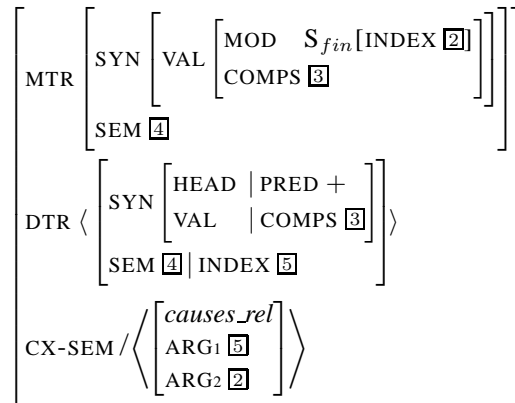 MOD S_fin[INDEX 2]
SYN VAL
COMPS 3
MTR
SEM 4
HEAD | PRED +
SYN
VAL | COMPS 3
DTR ⟨ ⟩
SEM 4 | INDEX 5
causes_rel
CX-SEM / ⟨ ARG1 5 ⟩
ARG2 2